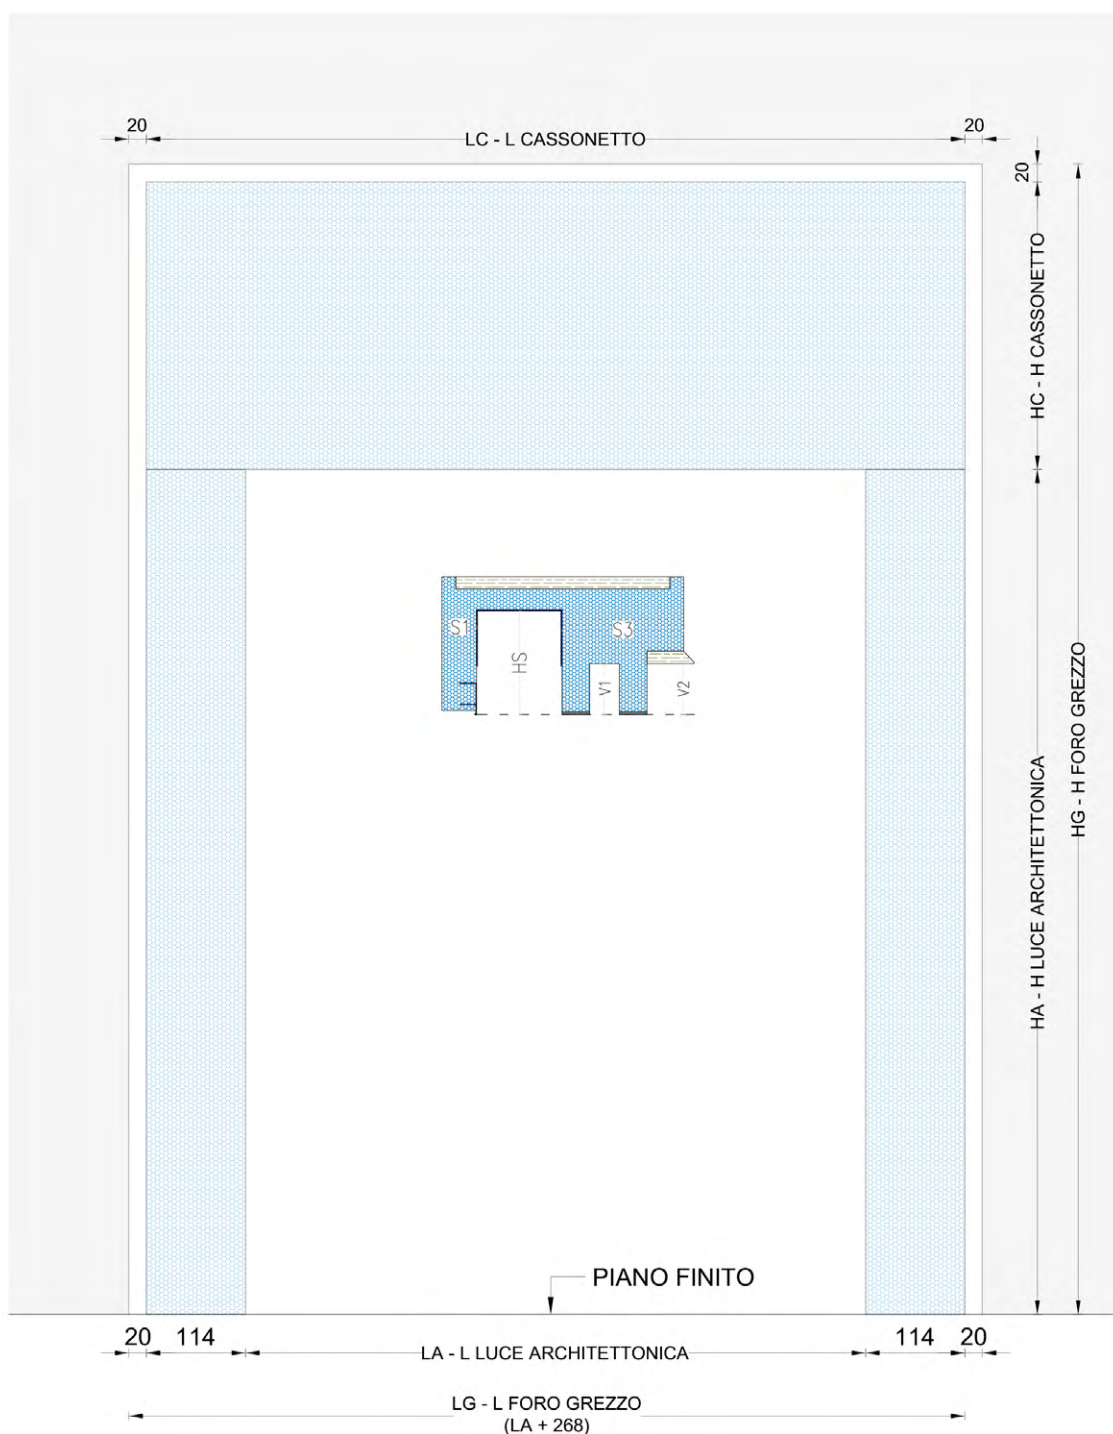 20
20
LC - L CASSONETTO
20
HC - H CASSONETTO
S1
S3
HS
V1
V2
HG - H FORO GREZZO
HA - H LUCE ARCHITETTONICA
PIANO FINITO
20
114
114
20
LA - L LUCE ARCHITETTONICA
LG - L FORO GREZZO
(LA + 268)